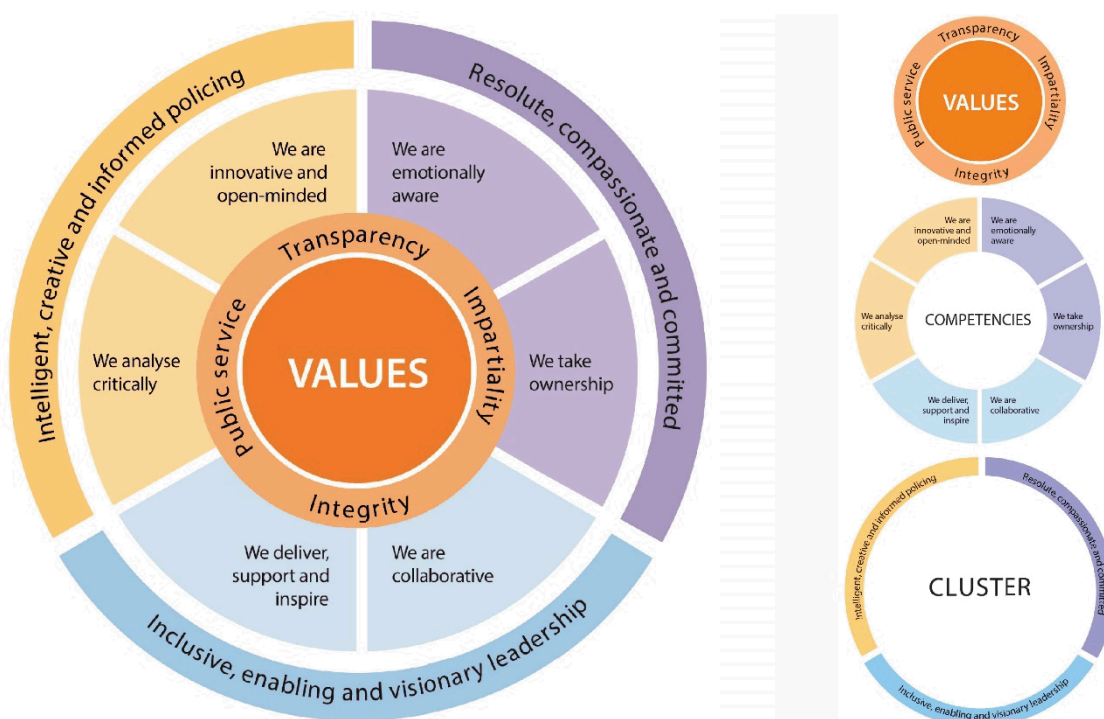 Intelligent, creative and informed policing
Resolute, compassionate and committed
We are
innovative and
open-minded
We are
emotionally
aware
We analyse
critically
We take
ownership
We deliver,
support and
inspire
We are
collaborative
Transparency
Impartiality
Public service
Integrity
VALUES
Inclusive, enabling and visionary leadership
Transparency
Public service
Impartiality
VALUES
Integrity
We are
innovative and
open-minded
We are
emotionally
aware
We analyse
critically
COMPETENCIES
We take
ownership
We deliver,
support and
inspire
We are
collaborative
Intelligent, creative and informed policing
Resolute, compassionate and committed
CLUSTER
Inclusive, enabling and visionary leadership